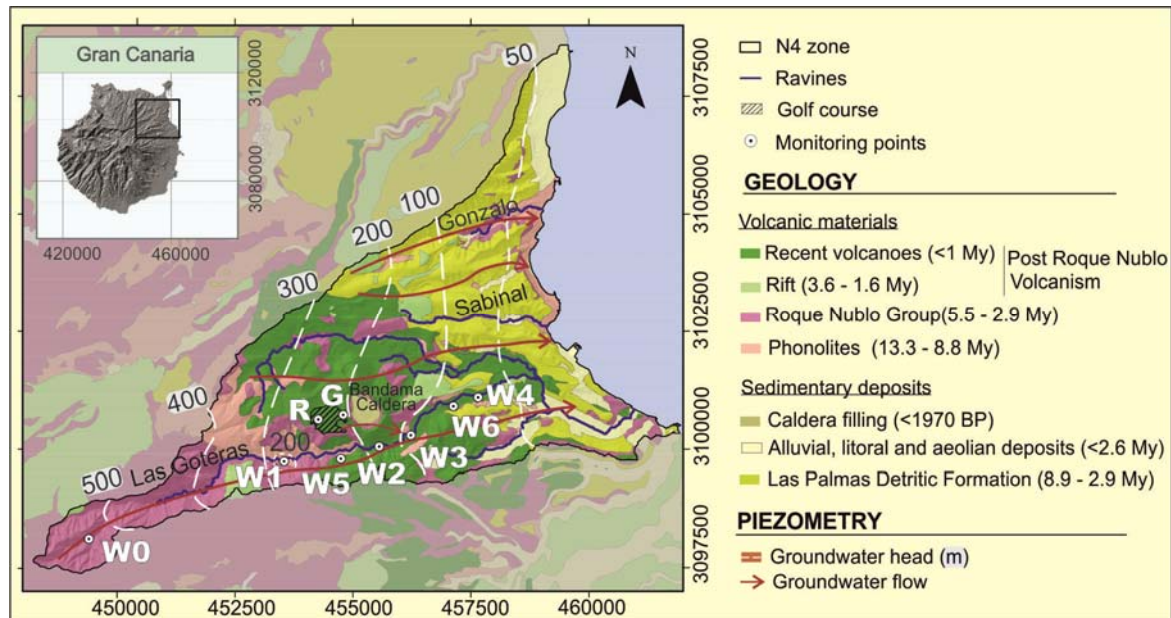 Gran Canaria
3120000
3080000
420000
460000
N
50
100
200
300
400
500
200
Gonzalo
Sabinal
Bandama
Caldera
Las Goteras
R
G
W0
W1
W5
W2
W3
W6
W4
3107500
3105000
3102500
3100000
3097500
450000
452500
455000
457500
460000
N4 zone
Ravines
Golf course
Monitoring points
GEOLOGY
Volcanic materials
Recent volcanoes (<1 My)
Rift (3.6 - 1.6 My)
Post Roque Nublo
Volcanism
Roque Nublo Group(5.5 - 2.9 My)
Phonolites (13.3 - 8.8 My)
Sedimentary deposits
Caldera filling (<1970 BP)
Alluvial, litoral and aeolian deposits (<2.6 My)
Las Palmas Detritic Formation (8.9 - 2.9 My)
PIEZOMETRY
Groundwater head (m)
Groundwater flow